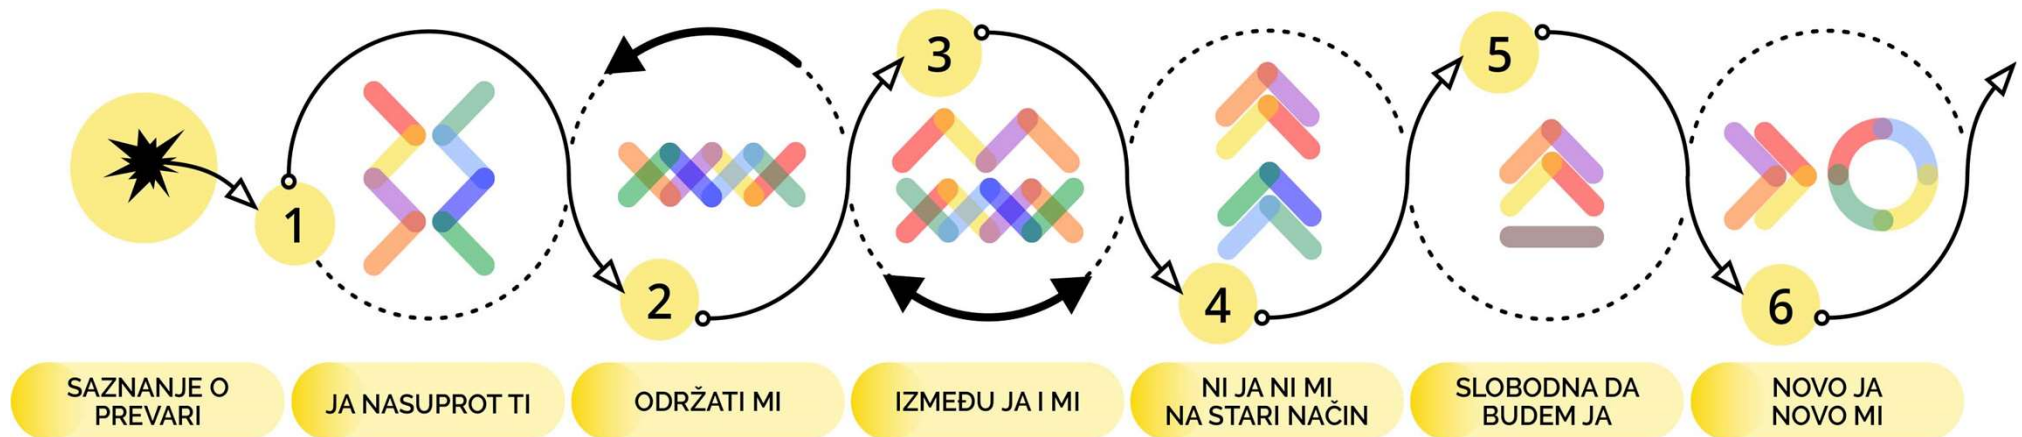 1
2
3
4
5
6
SAZNANJE O
PREVARI
JA NASUPROT TI
ODRŽATI MI
IZMEĐU JA I MI
NI JA NI MI
NA STARI NAČIN
SLOBODNA DA
BUDEM JA
NOVO JA
NOVO MI